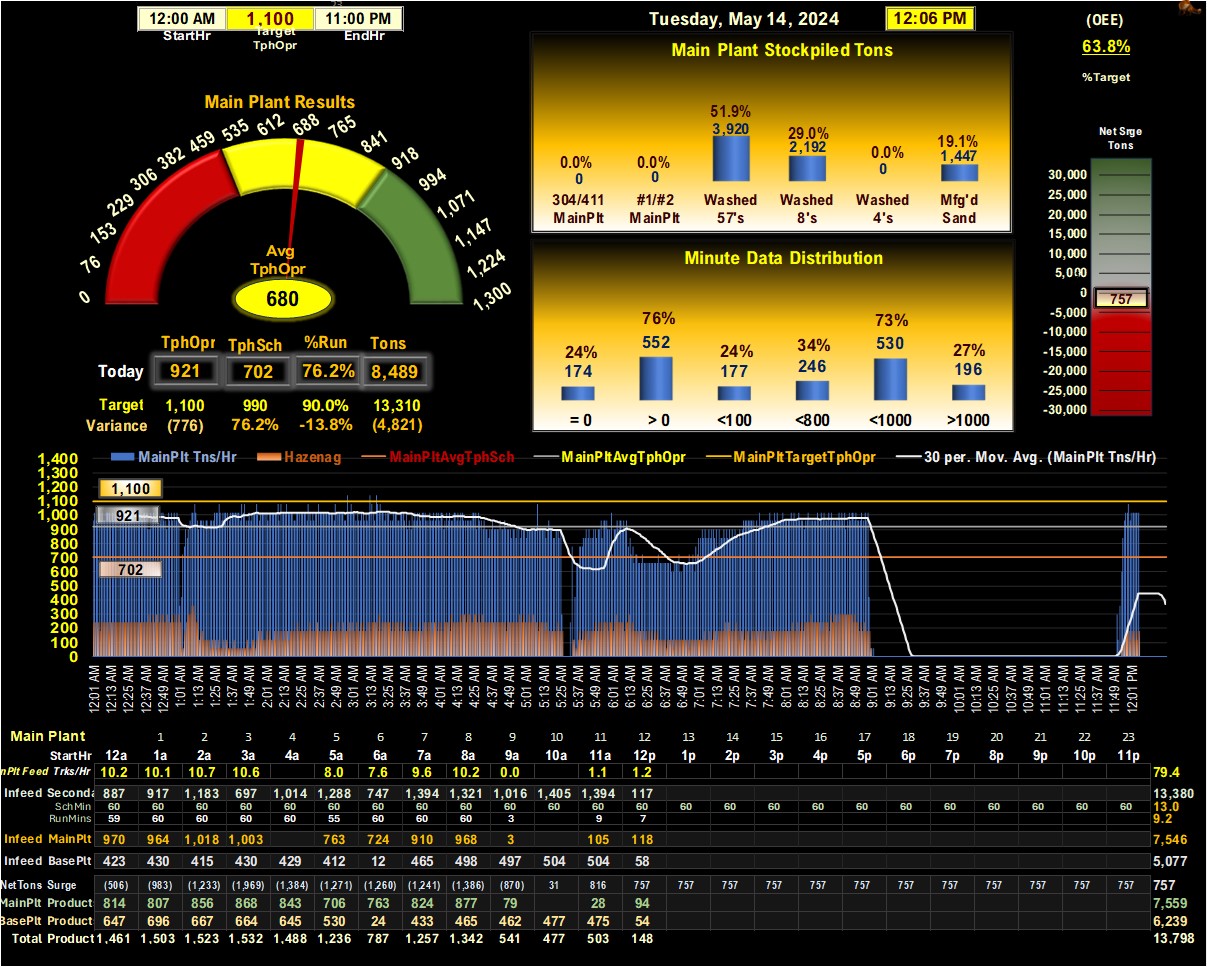 12:00 AM 1,100 11:00 PM
StartHr Target EndHr
TphOpr
Tuesday, May 14, 2024 12:06 PM
(OEE)
63.8%
%Target
Main Plant Results
0 76 153 229 306 382 459 535 612 688 765 841 918 994 1,071 1,147 1,224 1,300
Avg
TphOpr
680
TphOpr TphSch %Run Tons
Today 921 702 76.2% 8,489
Target 1,100 990 90.0% 13,310
Variance (776) 76.2% -13.8% (4,821)
Main Plant Stockpiled Tons
0.0% 0.0% 51.9% 29.0% 0.0% 19.1%
0 0 3,920 2,192 0 1,447
304/411 #1/#2 Washed Washed Washed Mfg'd
MainPlt MainPlt 57's 8's 4's Sand
Minute Data Distribution
24% 76% 24% 34% 73% 27%
174 552 177 246 530 196
= 0 > 0 <100 <800 <1000 >1000
Net Srge
Tons
30,000
25,000
20,000
15,000
10,000
5,000
0
757
-5,000
-10,000
-15,000
-20,000
-25,000
-30,000
MainPlt Tns/Hr Hazenag MainPltAvgTphSch MainPltAvgTphOpr MainPltTargetTphOpr 30 per. Mov. Avg. (MainPlt Tns/Hr)
1,400
1,300
1,200
1,100
1,000
900
800
700
600
500
400
300
200
100
0
1,100
921
702
12:01 AM 12:13 AM 12:25 AM 12:37 AM 12:49 AM 1:01 AM 1:13 AM 1:25 AM 1:37 AM 1:49 AM 2:01 AM 2:13 AM 2:25 AM 2:37 AM 2:49 AM 3:01 AM 3:13 AM 3:25 AM 3:37 AM 3:49 AM 4:01 AM 4:13 AM 4:25 AM 4:37 AM 4:49 AM 5:01 AM 5:13 AM 5:25 AM 5:37 AM 5:49 AM 6:01 AM 6:13 AM 6:25 AM 6:37 AM 6:49 AM 7:01 AM 7:13 AM 7:25 AM 7:37 AM 7:49 AM 8:01 AM 8:13 AM 8:25 AM 8:37 AM 8:49 AM 9:01 AM 9:13 AM 9:25 AM 9:37 AM 9:49 AM 10:01 AM 10:13 AM 10:25 AM 10:37 AM 10:49 AM 11:01 AM 11:13 AM 11:25 AM 11:37 AM 11:49 AM 12:01 PM
Main Plant 1 2 3 4 5 6 7 8 9 10 11 12 13 14 15 16 17 18 19 20 21 22 23
StartHr 12a 1a 2a 3a 4a 5a 6a 7a 8a 9a 10a 11a 12p 1p 2p 3p 4p 5p 6p 7p 8p 9p 10p 11p
nPlt Feed Trks/Hr 10.2 10.1 10.7 10.6 8.0 7.6 9.6 10.2 0.0 1.1 1.2 79.4
Infeed Seconda 887 917 1,183 697 1,014 1,288 747 1,394 1,321 1,016 1,405 1,394 117 13,380
SchMin 60 60 60 60 60 60 60 60 60 60 60 60 60 60 60 60 60 60 60 60 60 60 60 60 13.0
RunMins 59 60 60 60 55 60 60 60 3 9 7 9.2
Infeed MainPlt 970 964 1,018 1,003 763 724 910 968 3 105 118 7,546
Infeed BasePlt 423 430 415 430 429 412 12 465 498 497 504 504 58 5,077
NetTons Surge (506) (983) (1,233) (1,969) (1,384) (1,271) (1,260) (1,241) (1,386) (870) 31 816 757 757 757 757 757 757 757 757 757 757 757 757 757
MainPlt Product 814 807 856 868 843 706 763 824 877 79 28 94 7,559
BasePlt Product 647 696 667 664 645 530 24 433 465 462 477 475 54 6,239
Total Product 1,461 1,503 1,523 1,532 1,488 1,236 787 1,257 1,342 541 477 503 148 13,798